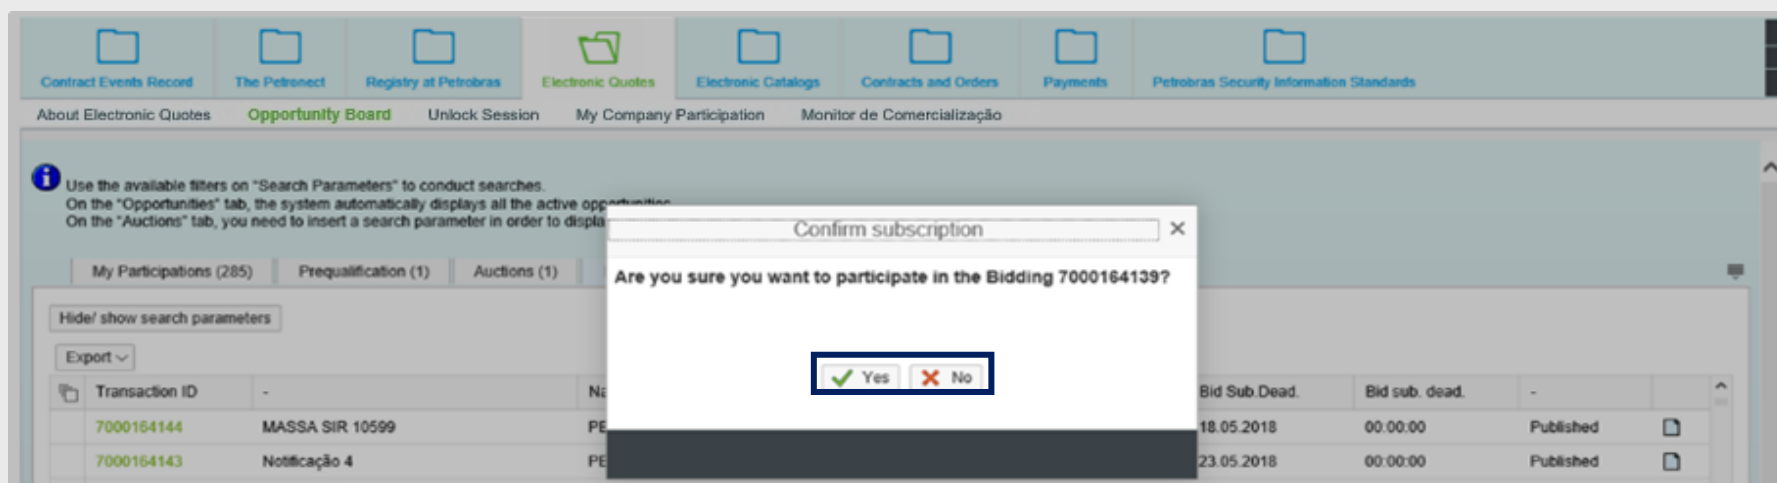 Contract Events Record The Petronect Registry at Petrobras Electronic Quotes Electronic Catalogs Contracts and Orders Payments Petrobras Security Information Standards
About Electronic Quotes Opportunity Board Unlock Session My Company Participation Monitor de Comercialização
Use the available filters on "Search Parameters" to conduct searches.
On the "Opportunities" tab, the system automatically displays all the active opportunities
On the "Auctions" tab, you need to insert a search parameter in order to displa
Confirm subscription
Are you sure you want to participate in the Bidding 7000164139?
Yes No
My Participations (285) Prequalification (1) Auctions (1)
Hide/ show search parameters
Export
Transaction ID - Na Bid Sub.Dead. Bid sub. dead. -
7000164144 MASSA SIR 10599 PE 18.05.2018 00:00:00 Published
7000164143 Notificação 4 PE 23.05.2018 00:00:00 Published